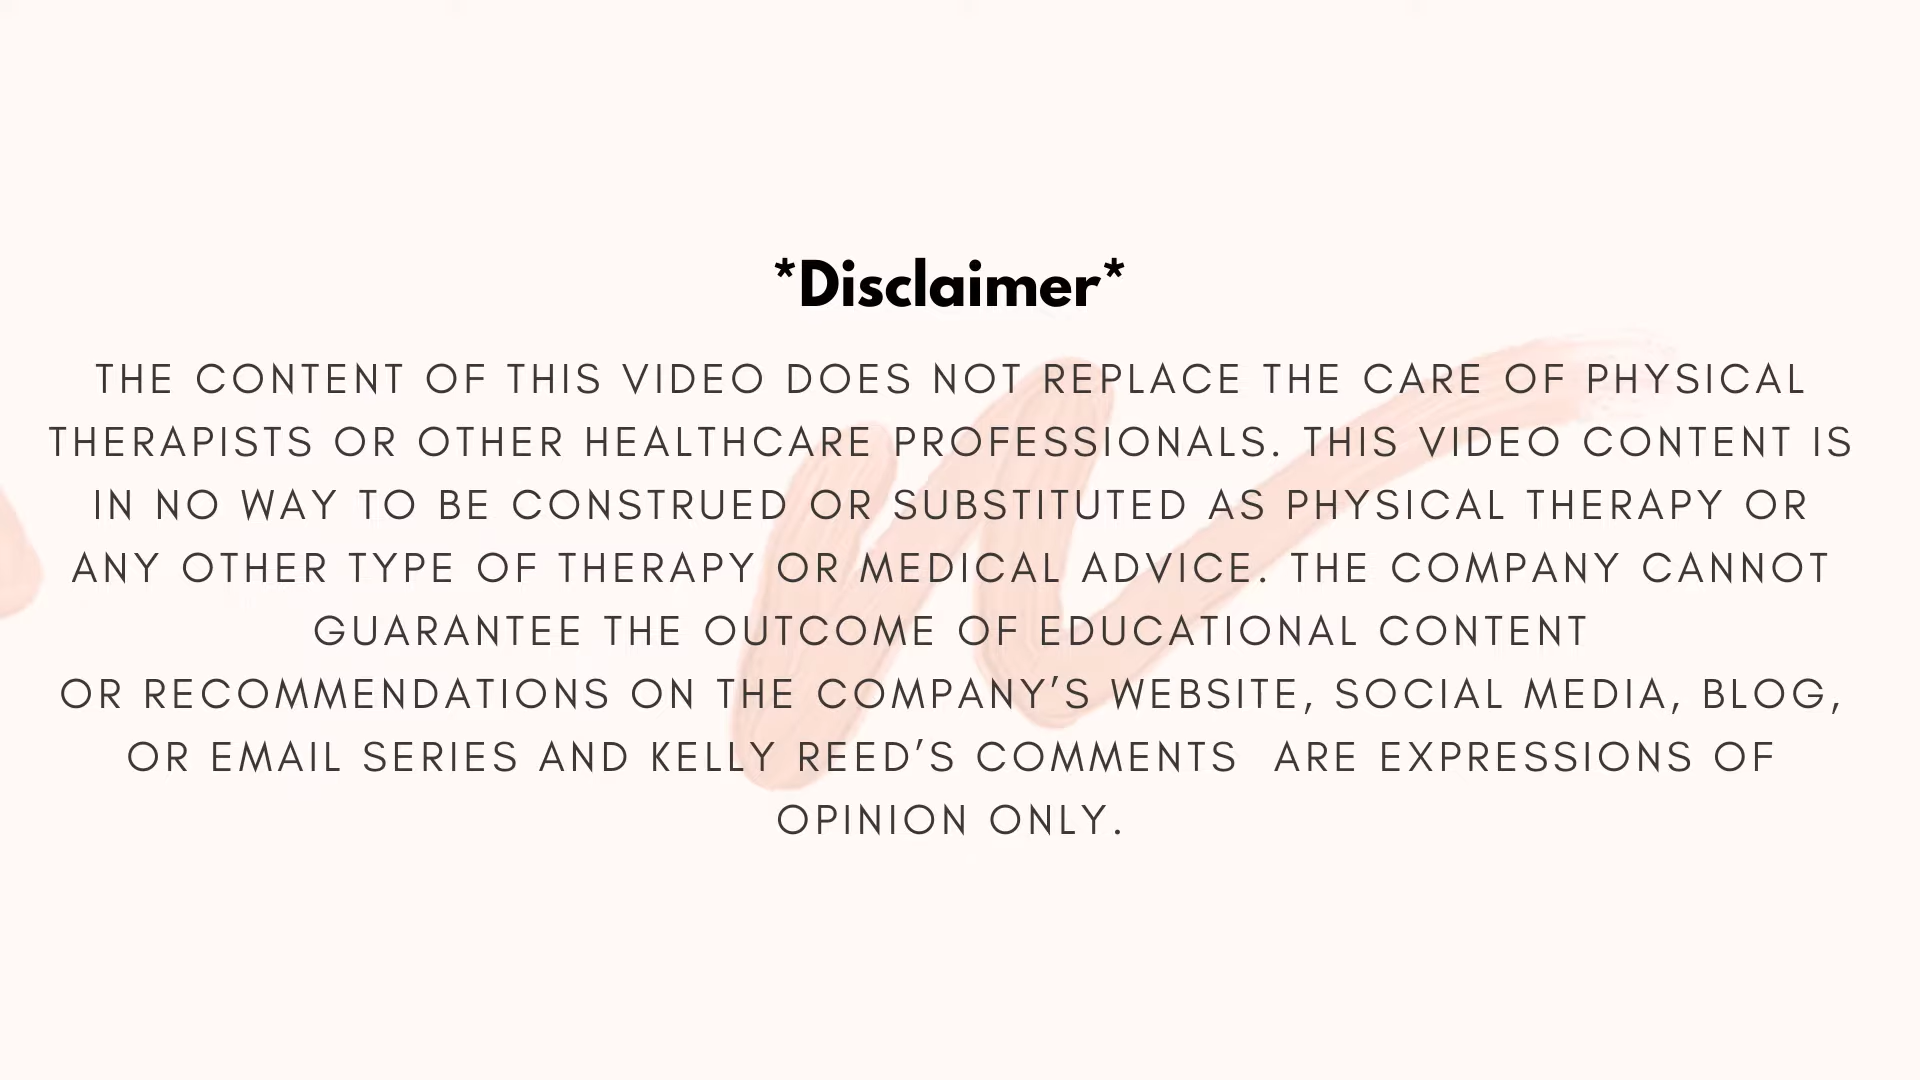 *Disclaimer*
THE CONTENT OF THIS VIDEO DOES NOT REPLACE THE CARE OF PHYSICAL
THERAPISTS OR OTHER HEALTHCARE PROFESSIONALS. THIS VIDEO CONTENT IS
IN NO WAY TO BE CONSTRUED OR SUBSTITUTED AS PHYSICAL THERAPY OR
ANY OTHER TYPE OF THERAPY OR MEDICAL ADVICE. THE COMPANY CANNOT
GUARANTEE THE OUTCOME OF EDUCATIONAL CONTENT
OR RECOMMENDATIONS ON THE COMPANY’S WEBSITE, SOCIAL MEDIA, BLOG,
OR EMAIL SERIES AND KELLY REED’S COMMENTS  ARE EXPRESSIONS OF
OPINION ONLY.